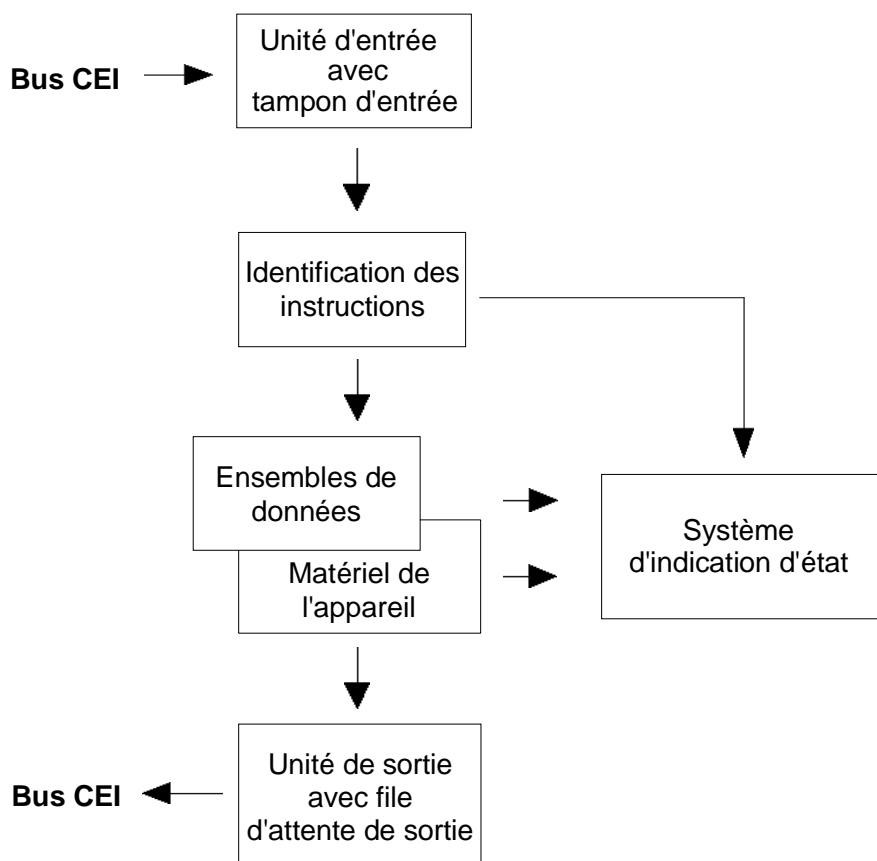 Unité d'entrée
avec
tampon d'entrée
Bus CEI
Identification des
instructions
Ensembles de
données
Matériel de
l'appareil
Système
d'indication d'état
Unité de sortie
avec file
d'attente de sortie
Bus CEI